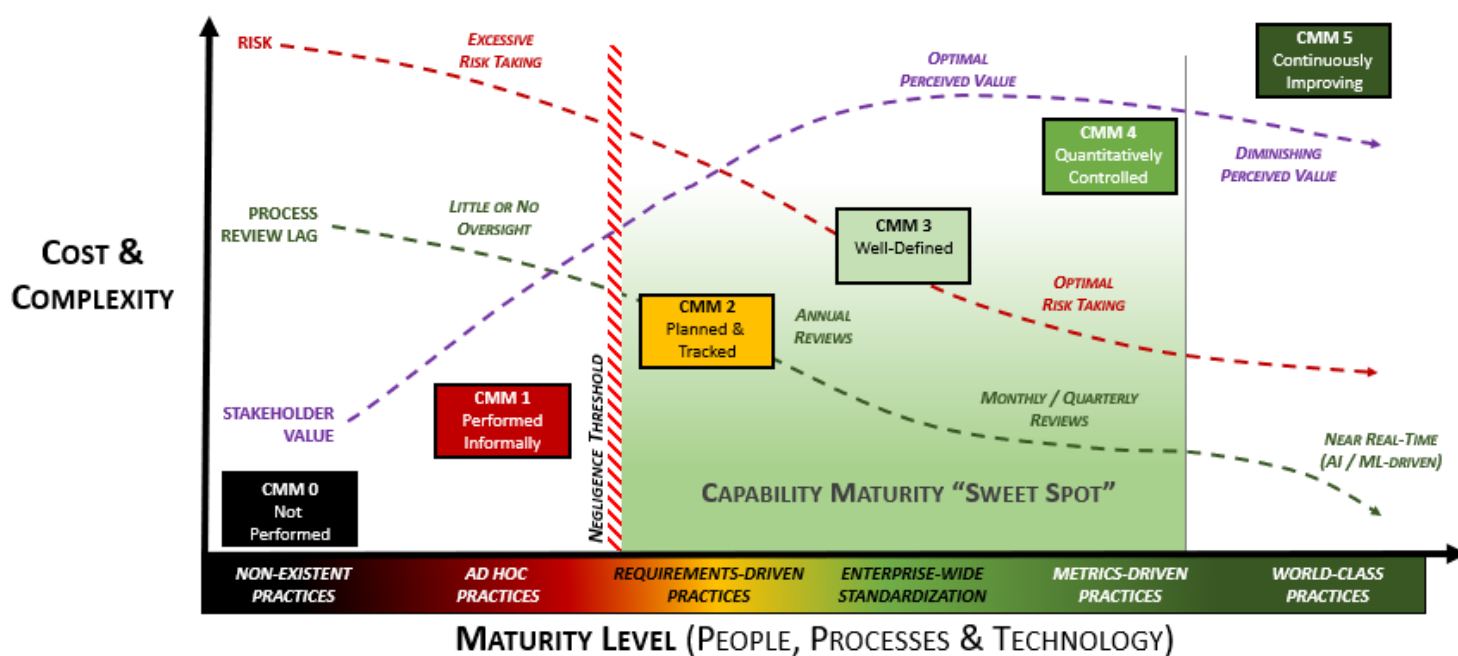 RISK
EXCESSIVE
RISK TAKING
OPTIMAL
PERCEIVED VALUE
CMM 5
Continuously
Improving
CMM 4
Quantitatively
Controlled
DIMINISHING
PERCEIVED VALUE
PROCESS
REVIEW LAG
LITTLE OR NO
OVERSIGHT
CMM 3
Well-Defined
COST &
COMPLEXITY
CMM 2
Planned &
Tracked
ANNUAL
REVIEWS
OPTIMAL
RISK TAKING
STAKEHOLDER
VALUE
CMM 1
Performed
Informally
NEGLIGENCE THRESHOLD
MONTHLY / QUARTERLY
REVIEWS
NEAR REAL-TIME
(AI / ML-DRIVEN)
CMM 0
Not
Performed
CAPABILITY MATURITY “SWEET SPOT”
NON-EXISTENT
PRACTICES
AD HOC
PRACTICES
REQUIREMENTS-DRIVEN
PRACTICES
ENTERPRISE-WIDE
STANDARDIZATION
METRICS-DRIVEN
PRACTICES
WORLD-CLASS
PRACTICES
MATURITY LEVEL (PEOPLE, PROCESSES & TECHNOLOGY)